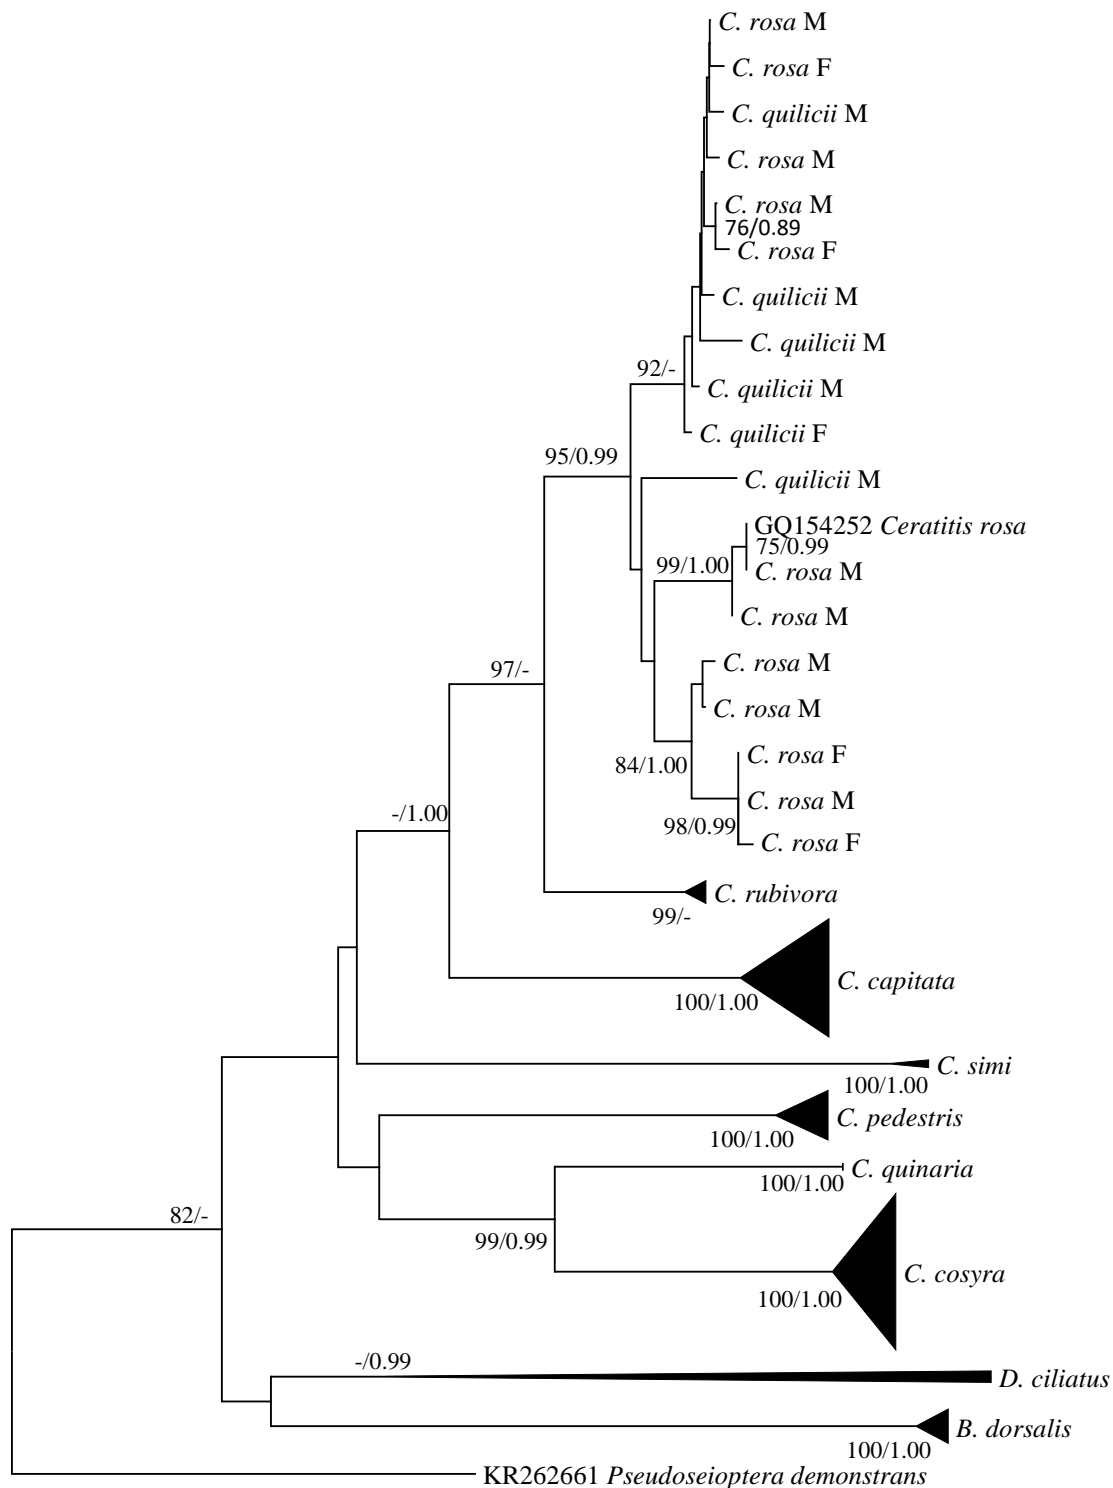 C. rosa M
C. rosa F
C. quilicii M
C. rosa M
C. rosa M
76/0.89
C. rosa F
C. quilicii M
C. quilicii M
92/-
C. quilicii M
C. quilicii F
95/0.99
C. quilicii M
GQ154252 Ceratitis rosa
75/0.99
99/1.00
C. rosa M
C. rosa M
C. rosa M
97/-
C. rosa M
C. rosa F
84/1.00
C. rosa M
-/1.00
98/0.99
C. rosa F
C. rubivora
99/-
C. capitata
100/1.00
C. simi
100/1.00
C. pedestris
100/1.00
C. quinaria
100/1.00
82/-
99/0.99
C. cosyra
100/1.00
-/0.99
D. ciliatus
B. dorsalis
100/1.00
KR262661 Pseudoseioptera demonstrans